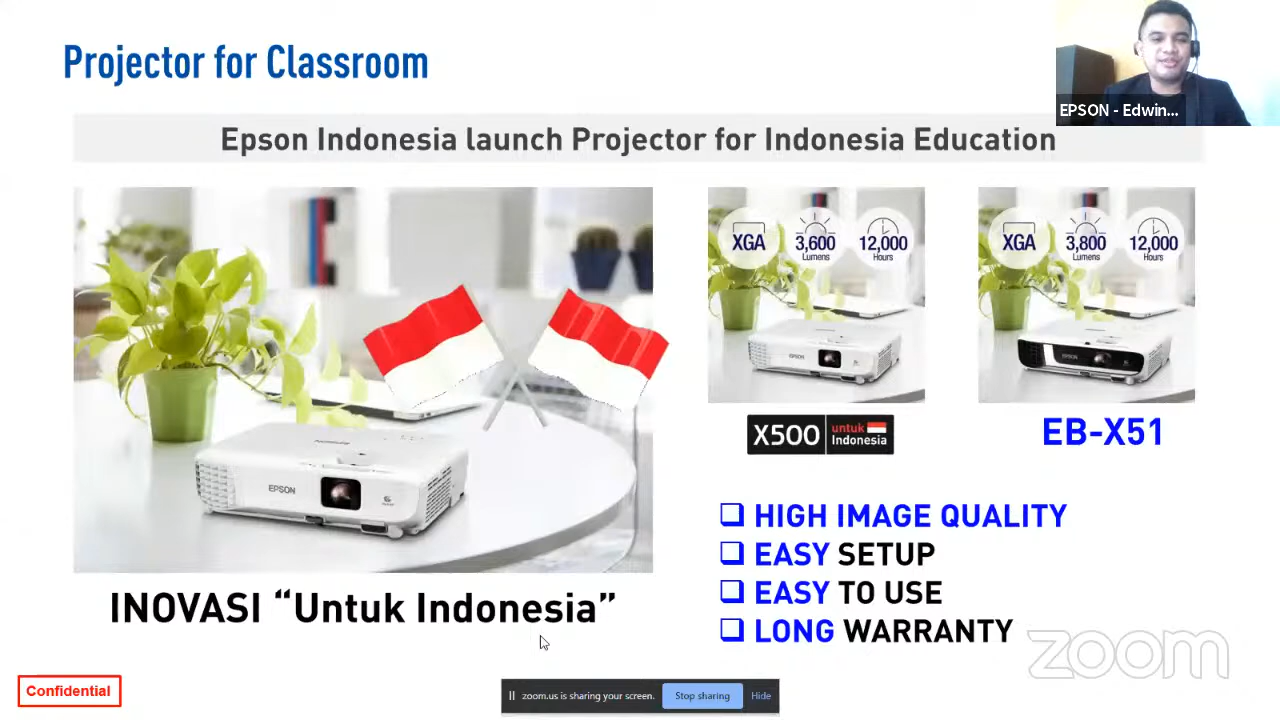 Projector for Classroom
EPSON - Edwin...
Epson Indonesia launch Projector for Indonesia Education
XGA
3,600
Lumens
12,000
Hours
XGA
3,800
Lumens
12,000
Hours
EPSON
EPSON
EPSON
X500 untuk Indonesia
EB-X51
INOVASI “Untuk Indonesia”
❑ HIGH IMAGE QUALITY
❑ EASY SETUP
❑ EASY TO USE
❑ LONG WARRANTY
zoom
Confidential
zoom.us is sharing your screen. Stop sharing Hide